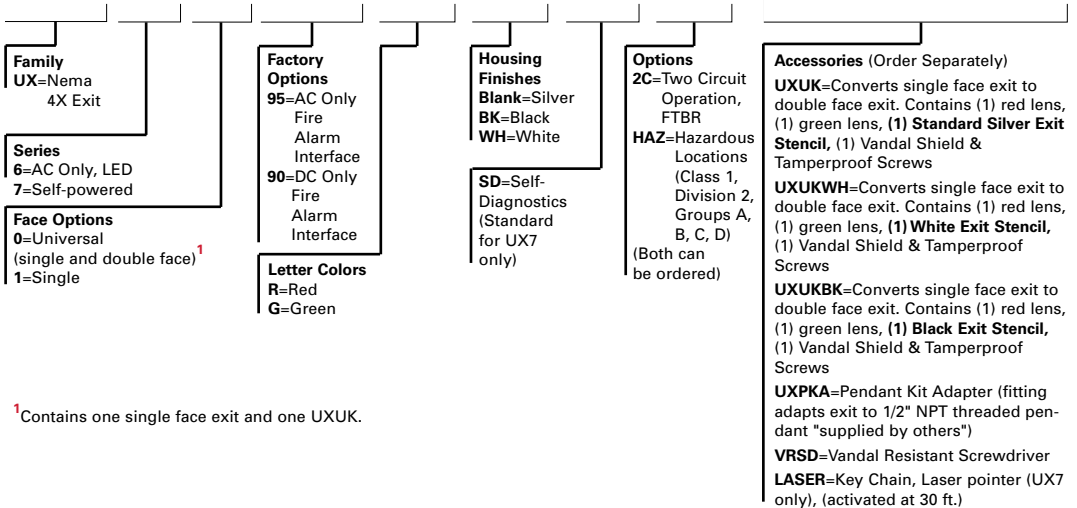 Family
UX=Nema
4X Exit
Series
6=AC Only, LED
7=Self-powered
Face Options
0=Universal
(single and double face)1
1=Single
Factory
Options
95=AC Only
Fire
Alarm
Interface
90=DC Only
Fire
Alarm
Interface
Letter Colors
R=Red
G=Green
Housing
Finishes
Blank=Silver
BK=Black
WH=White
SD=Self-
Diagnostics
(Standard
for UX7
only)
Options
2C=Two Circuit
Operation,
FTBR
HAZ=Hazardous
Locations
(Class 1,
Division 2,
Groups A,
B, C, D)
(Both can
be ordered)
Accessories (Order Separately)
UXUK=Converts single face exit to
double face exit. Contains (1) red lens,
(1) green lens, (1) Standard Silver Exit
Stencil, (1) Vandal Shield &
Tamperproof Screws
UXUKWH=Converts single face exit to
double face exit. Contains (1) red lens,
(1) green lens, (1) White Exit Stencil,
(1) Vandal Shield & Tamperproof
Screws
UXUKBK=Converts single face exit to
double face exit. Contains (1) red lens,
(1) green lens, (1) Black Exit Stencil,
(1) Vandal Shield & Tamperproof
Screws
UXPKA=Pendant Kit Adapter (fitting
adapts exit to 1/2" NPT threaded pen-
dant "supplied by others")
VRSD=Vandal Resistant Screwdriver
LASER=Key Chain, Laser pointer (UX7
only), (activated at 30 ft.)
1Contains one single face exit and one UXUK.